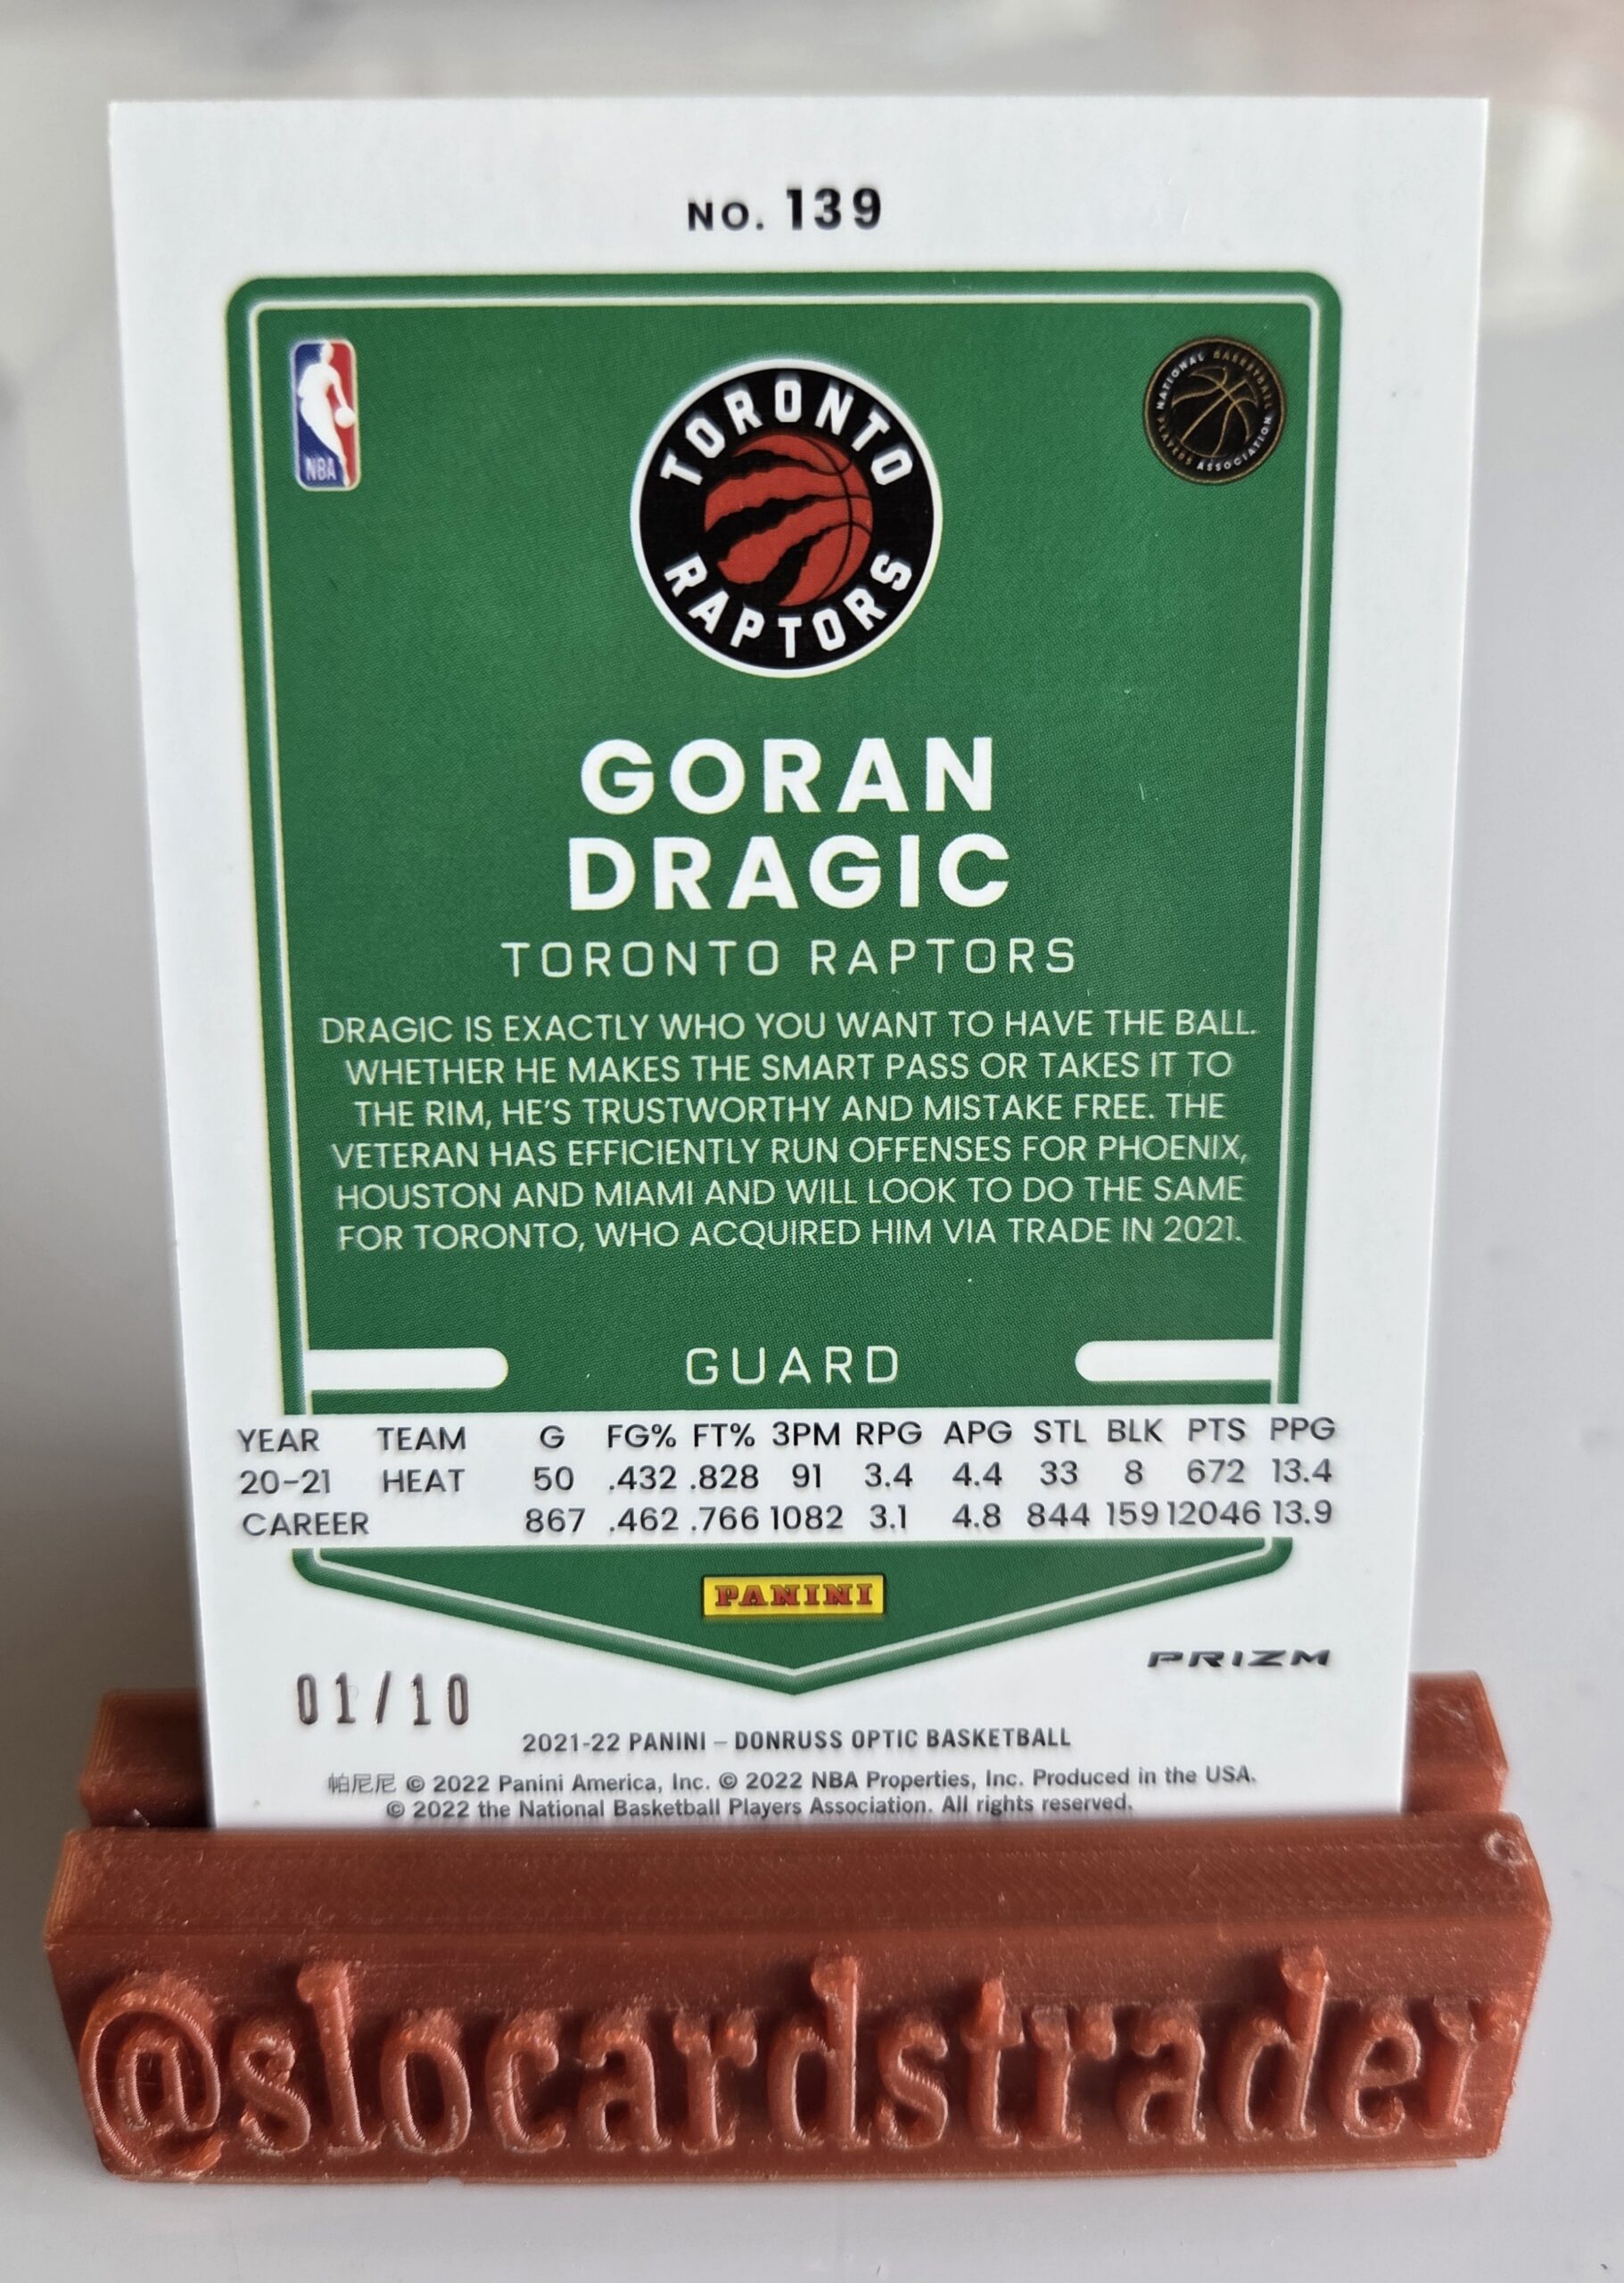 NO. 139
NBA
TORONTO RAPTORS
NATIONAL BASKETBALL PLAYERS ASSOCIATION
GORAN
DRAGIC
TORONTO RAPTORS
DRAGIC IS EXACTLY WHO YOU WANT TO HAVE THE BALL.
WHETHER HE MAKES THE SMART PASS OR TAKES IT TO
THE RIM, HE'S TRUSTWORTHY AND MISTAKE FREE. THE
VETERAN HAS EFFICIENTLY RUN OFFENSES FOR PHOENIX,
HOUSTON AND MIAMI AND WILL LOOK TO DO THE SAME
FOR TORONTO, WHO ACQUIRED HIM VIA TRADE IN 2021.
GUARD
YEAR TEAM G FG% FT% 3PM RPG APG STL BLK PTS PPG
20-21 HEAT 50 .432 .828 91 3.4 4.4 33 8 672 13.4
CAREER 867 .462 .766 1082 3.1 4.8 844 159 12046 13.9
PANINI
PRIZM
01/10
2021-22 PANINI – DONRUSS OPTIC BASKETBALL
帕尼尼 © 2022 Panini America, Inc. © 2022 NBA Properties, Inc. Produced in the USA.
© 2022 the National Basketball Players Association. All rights reserved.
@slocardstrader